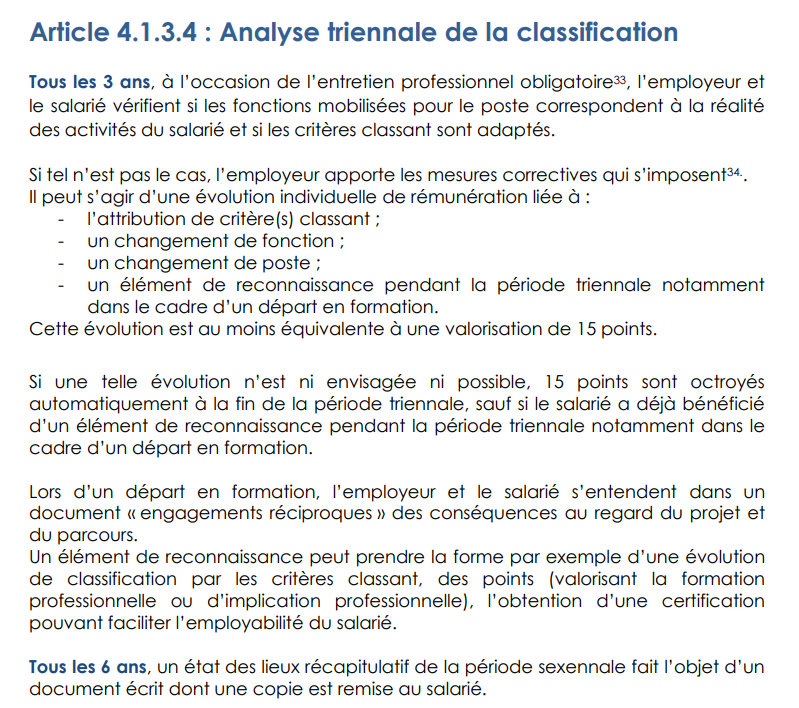 Article 4.1.3.4 : Analyse triennale de la classification
Tous les 3 ans, à l’occasion de l’entretien professionnel obligatoire33, l’employeur et
le salarié vérifient si les fonctions mobilisées pour le poste correspondent à la réalité
des activités du salarié et si les critères classant sont adaptés.
Si tel n’est pas le cas, l’employeur apporte les mesures correctives qui s’imposent34..
Il peut s’agir d’une évolution individuelle de rémunération liée à :
- l’attribution de critère(s) classant ;
- un changement de fonction ;
- un changement de poste ;
- un élément de reconnaissance pendant la période triennale notamment
dans le cadre d’un départ en formation.
Cette évolution est au moins équivalente à une valorisation de 15 points.
Si une telle évolution n’est ni envisagée ni possible, 15 points sont octroyés
automatiquement à la fin de la période triennale, sauf si le salarié a déjà bénéficié
d’un élément de reconnaissance pendant la période triennale notamment dans le
cadre d’un départ en formation.
Lors d’un départ en formation, l’employeur et le salarié s’entendent dans un
document « engagements réciproques » des conséquences au regard du projet et
du parcours.
Un élément de reconnaissance peut prendre la forme par exemple d’une évolution
de classification par les critères classant, des points (valorisant la formation
professionnelle ou d’implication professionnelle), l’obtention d’une certification
pouvant faciliter l’employabilité du salarié.
Tous les 6 ans, un état des lieux récapitulatif de la période sexennale fait l’objet d’un
document écrit dont une copie est remise au salarié.